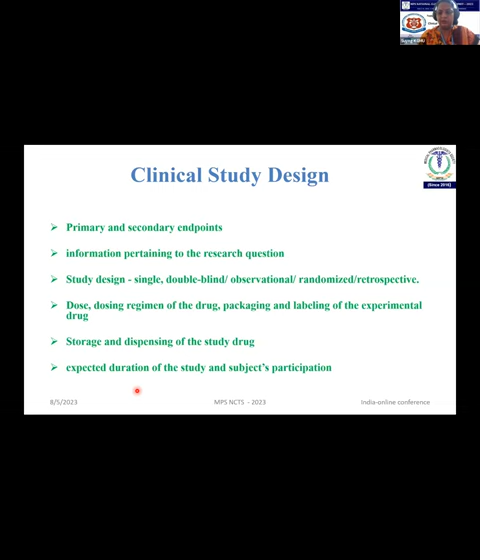 Clinical Study Design
(Since 2016)
Primary and secondary endpoints
information pertaining to the research question
Study design - single, double-blind/ observational/ randomized/retrospective.
Dose, dosing regimen of the drug, packaging and labeling of the experimental
drug
Storage and dispensing of the study drug
expected duration of the study and subject's participation
8/5/2023
MPS NCTS - 2023
India-online conference